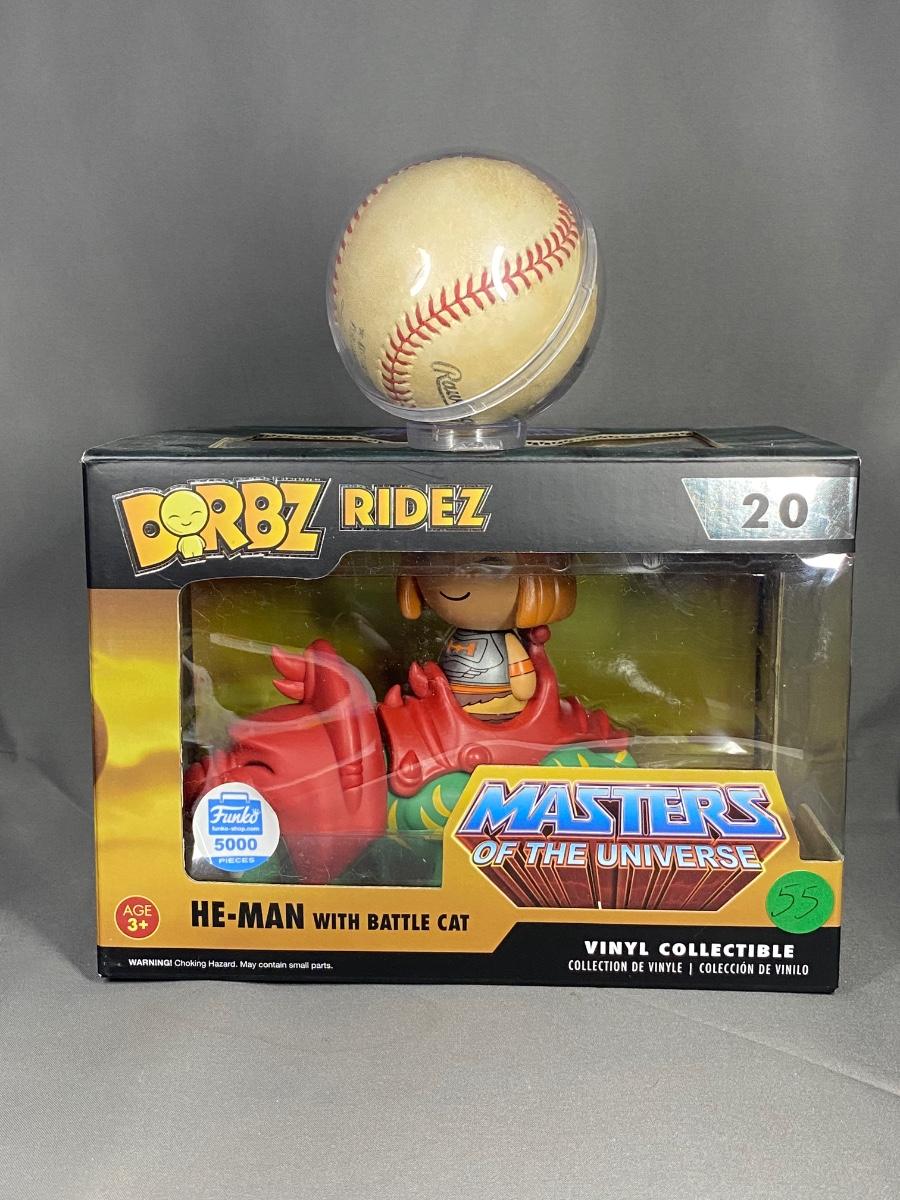 DORBZ RIDEZ
20
Funko
funko-shop.com
5000
PIECES
MASTERS
OF THE UNIVERSE
55
AGE
3+
HE-MAN WITH BATTLE CAT
VINYL COLLECTIBLE
COLLECTION DE VINYLE | COLECCIÓN DE VINILO
WARNING! Choking Hazard. May contain small parts.